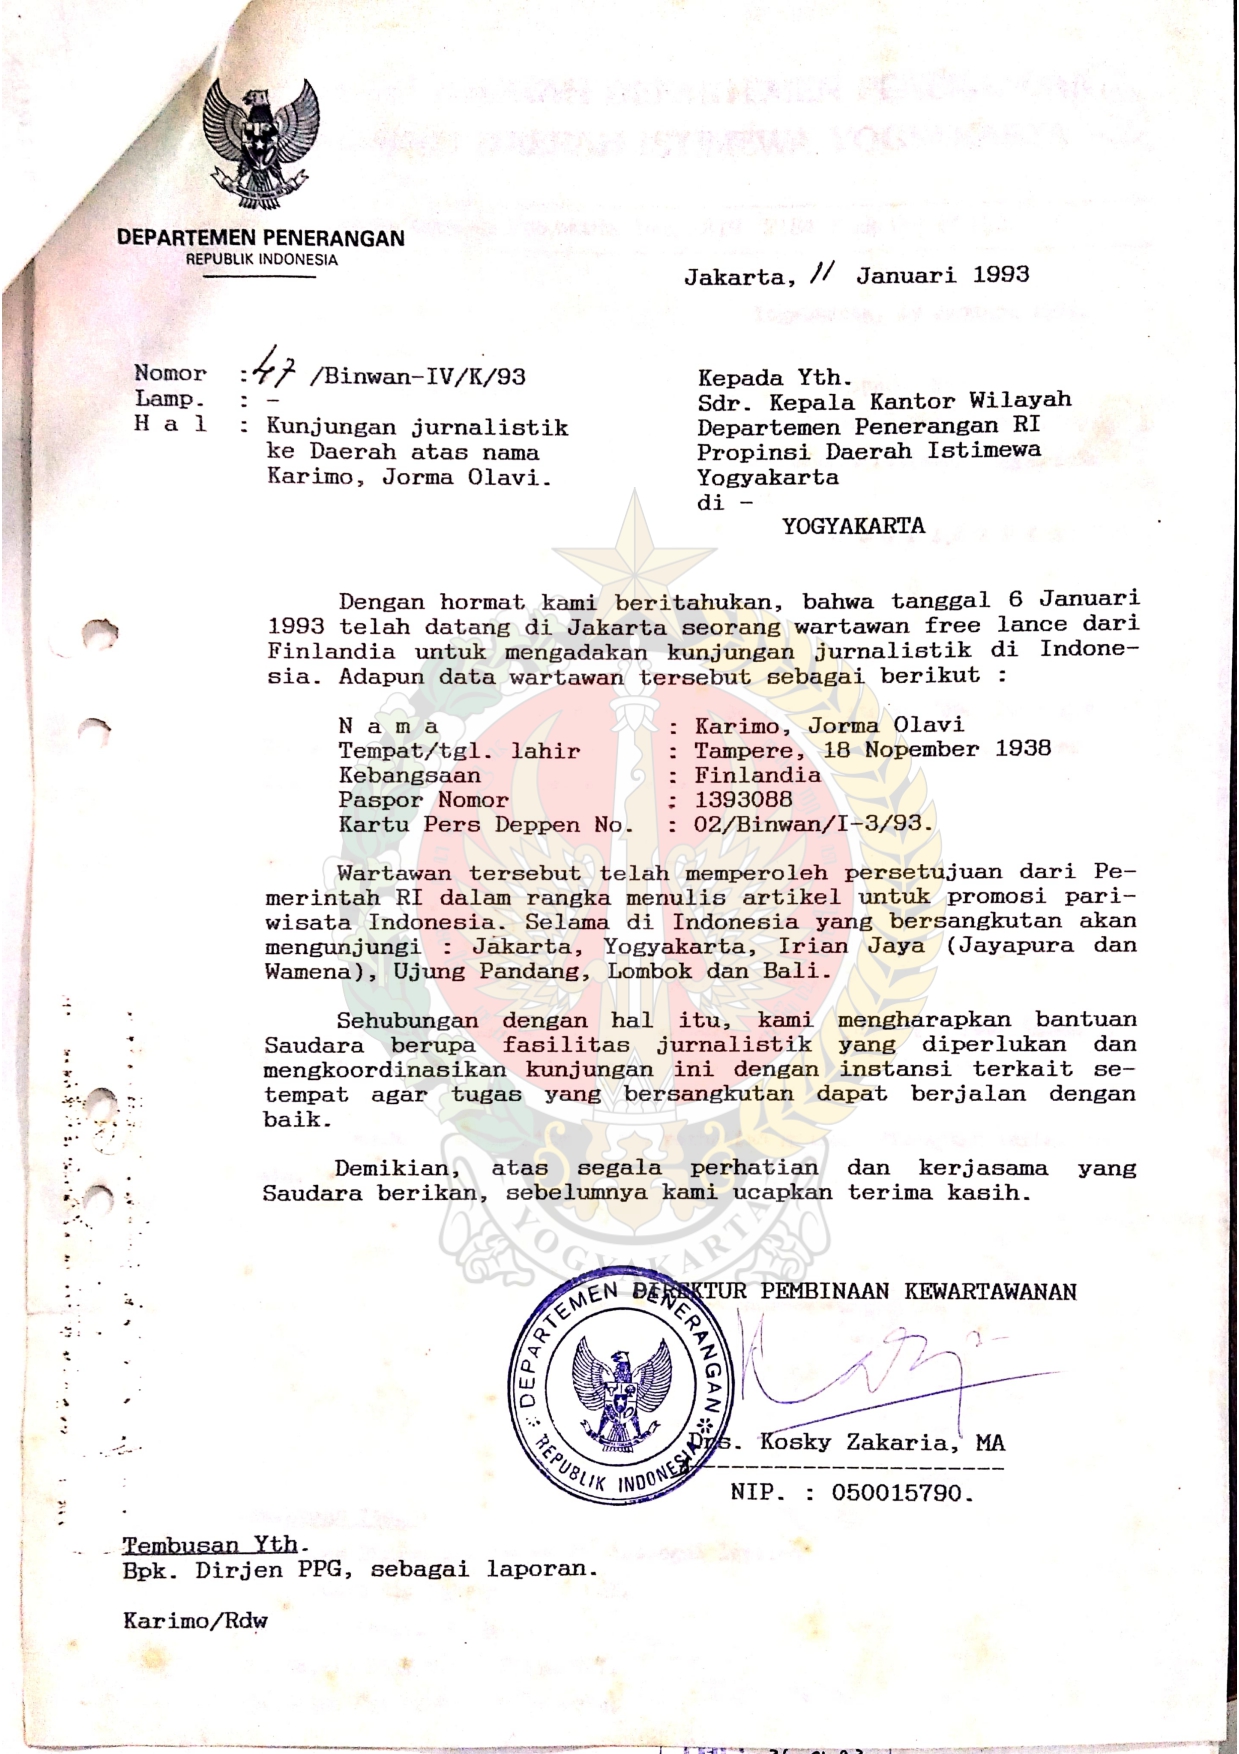 DEPARTEMEN PENERANGAN
REPUBLIK INDONESIA
Jakarta, 11 Januari 1993
Nomor : 47 /Binwan-IV/K/93
Lamp. : -
H a l : Kunjungan jurnalistik
ke Daerah atas nama
Karimo, Jorma Olavi.
Kepada Yth.
Sdr. Kepala Kantor Wilayah
Departemen Penerangan RI
Propinsi Daerah Istimewa
Yogyakarta
di -
YOGYAKARTA
Dengan hormat kami beritahukan, bahwa tanggal 6 Januari
1993 telah datang di Jakarta seorang wartawan free lance dari
Finlandia untuk mengadakan kunjungan jurnalistik di Indone-
sia. Adapun data wartawan tersebut sebagai berikut :
N a m a : Karimo, Jorma Olavi
Tempat/tgl. lahir : Tampere, 18 Nopember 1938
Kebangsaan : Finlandia
Paspor Nomor : 1393088
Kartu Pers Deppen No. : 02/Binwan/I-3/93.
Wartawan tersebut telah memperoleh persetujuan dari Pe-
merintah RI dalam rangka menulis artikel untuk promosi pari-
wisata Indonesia. Selama di Indonesia yang bersangkutan akan
mengunjungi : Jakarta, Yogyakarta, Irian Jaya (Jayapura dan
Wamena), Ujung Pandang, Lombok dan Bali.
Sehubungan dengan hal itu, kami mengharapkan bantuan
Saudara berupa fasilitas jurnalistik yang diperlukan dan
mengkoordinasikan kunjungan ini dengan instansi terkait se-
tempat agar tugas yang bersangkutan dapat berjalan dengan
baik.
Demikian, atas segala perhatian dan kerjasama yang
Saudara berikan, sebelumnya kami ucapkan terima kasih.
YOGYAKARTA
DIREKTUR PEMBINAAN KEWARTAWANAN
DEPARTEMEN PENERANGAN
REPUBLIK INDONESIA
Drs. Kosky Zakaria, MA
NIP. : 050015790.
Tembusan Yth.
Bpk. Dirjen PPG, sebagai laporan.
Karimo/Rdw